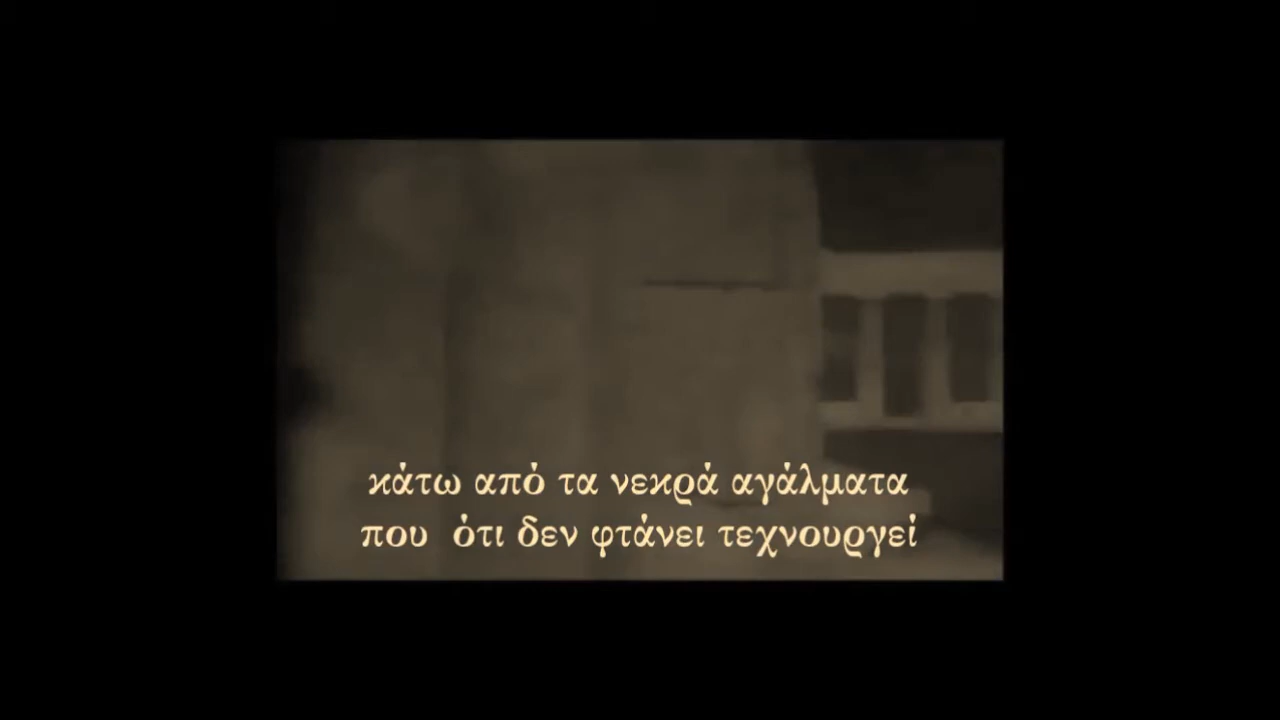 κάτω από τα νεκρά αγάλματα
που ότι δεν φτάνει τεχνουργεί